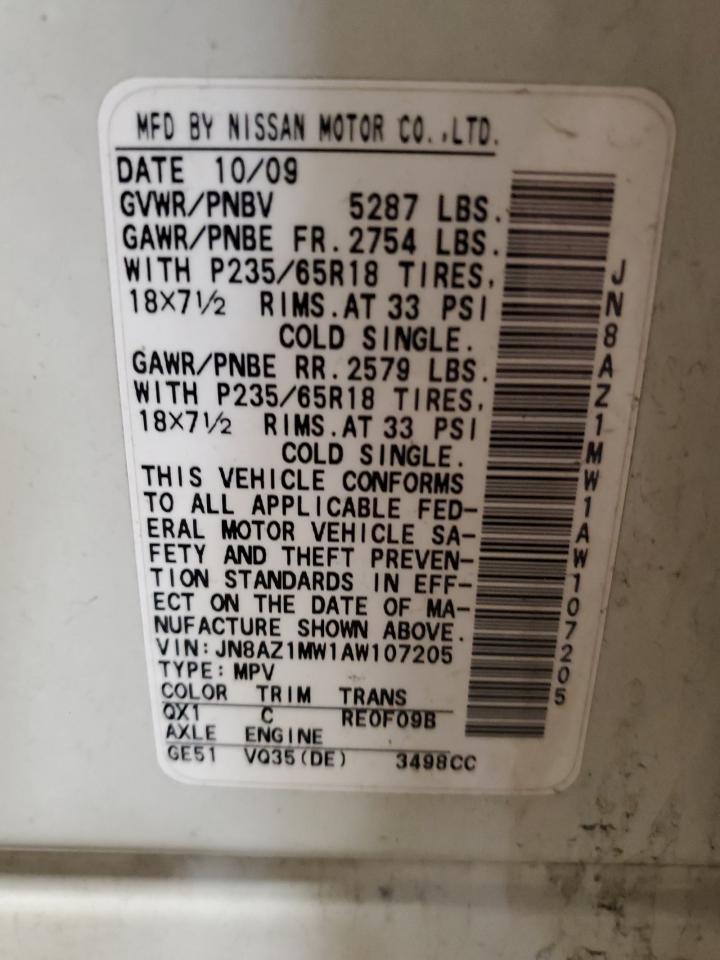 MFD BY NISSAN MOTOR CO.,LTD.
DATE 10/09
GVWR/PNBV 5287 LBS.
GAWR/PNBE FR. 2754 LBS.
WITH P235/65R18 TIRES,
18X7½ RIMS.AT 33 PSI
COLD SINGLE.
GAWR/PNBE RR. 2579 LBS.
WITH P235/65R18 TIRES,
18X7½ RIMS.AT 33 PSI
COLD SINGLE.
THIS VEHICLE CONFORMS
TO ALL APPLICABLE FED-
ERAL MOTOR VEHICLE SA-
FETY AND THEFT PREVEN-
TION STANDARDS IN EFF-
ECT ON THE DATE OF MA-
NUFACTURE SHOWN ABOVE.
VIN:JN8AZ1MW1AW107205
TYPE:MPV
COLOR TRIM TRANS
QX1 C RE0F09B
AXLE ENGINE
GE51 VQ35(DE) 3498CC
JN8AZ1MW1AW107205